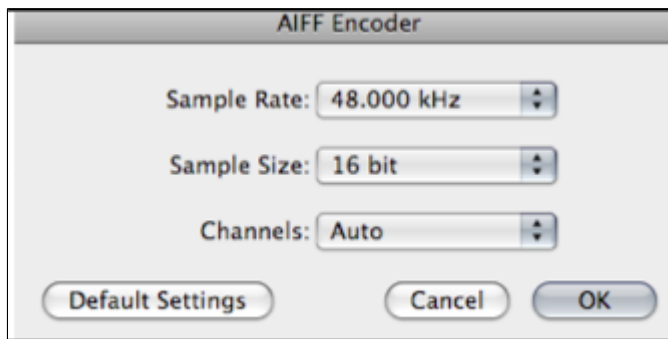 AIFF Encoder
Sample Rate: 48.000 kHz
Sample Size: 16 bit
Channels: Auto
Default Settings Cancel OK